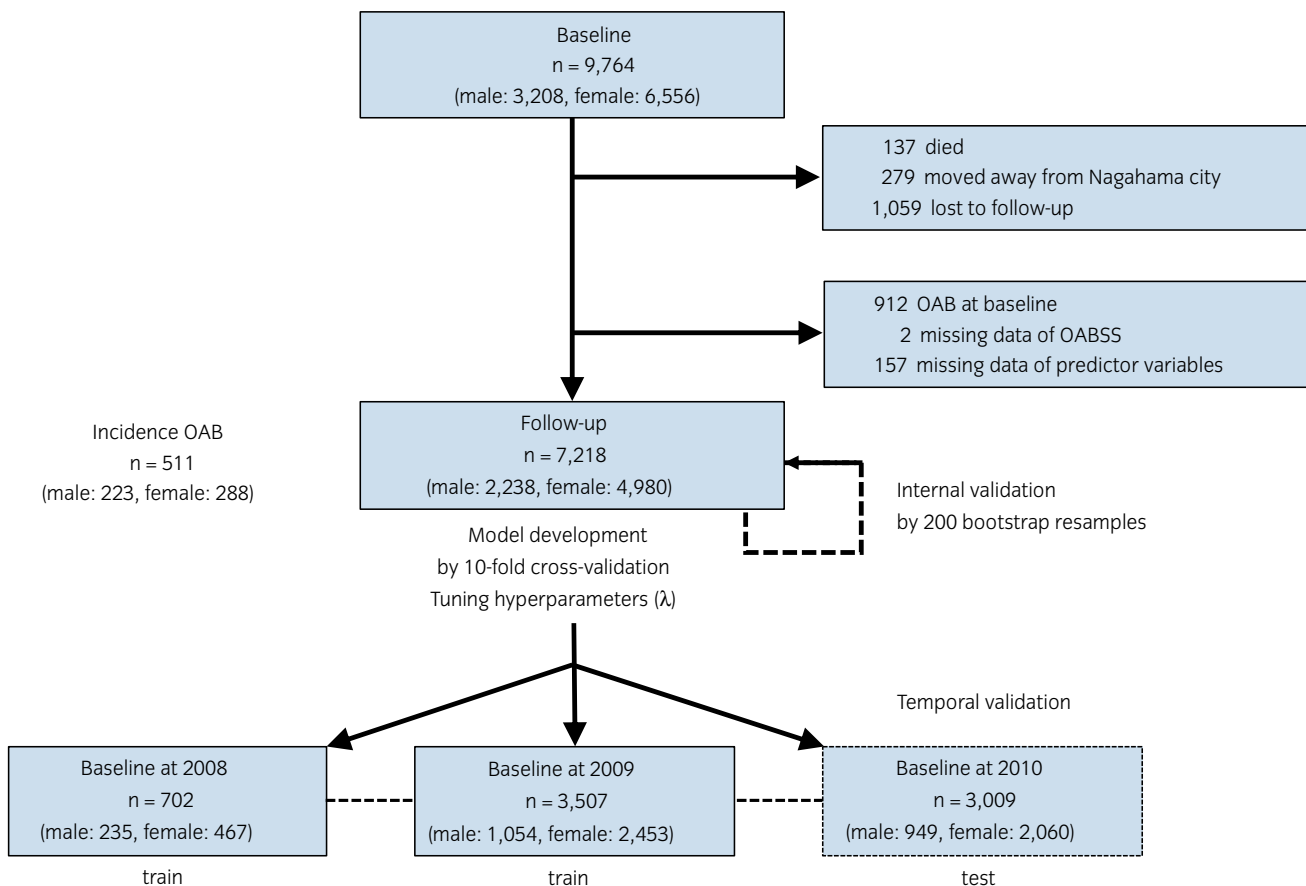 Baseline
n = 9,764
(male: 3,208, female: 6,556)
137 died
279 moved away from Nagahama city
1,059 lost to follow-up
912 OAB at baseline
2 missing data of OABSS
157 missing data of predictor variables
Incidence OAB
n = 511
(male: 223, female: 288)
Follow-up
n = 7,218
(male: 2,238, female: 4,980)
Internal validation
by 200 bootstrap resamples
Model development
by 10-fold cross-validation
Tuning hyperparameters (λ)
Temporal validation
Baseline at 2008
n = 702
(male: 235, female: 467)
train
Baseline at 2009
n = 3,507
(male: 1,054, female: 2,453)
train
Baseline at 2010
n = 3,009
(male: 949, female: 2,060)
test